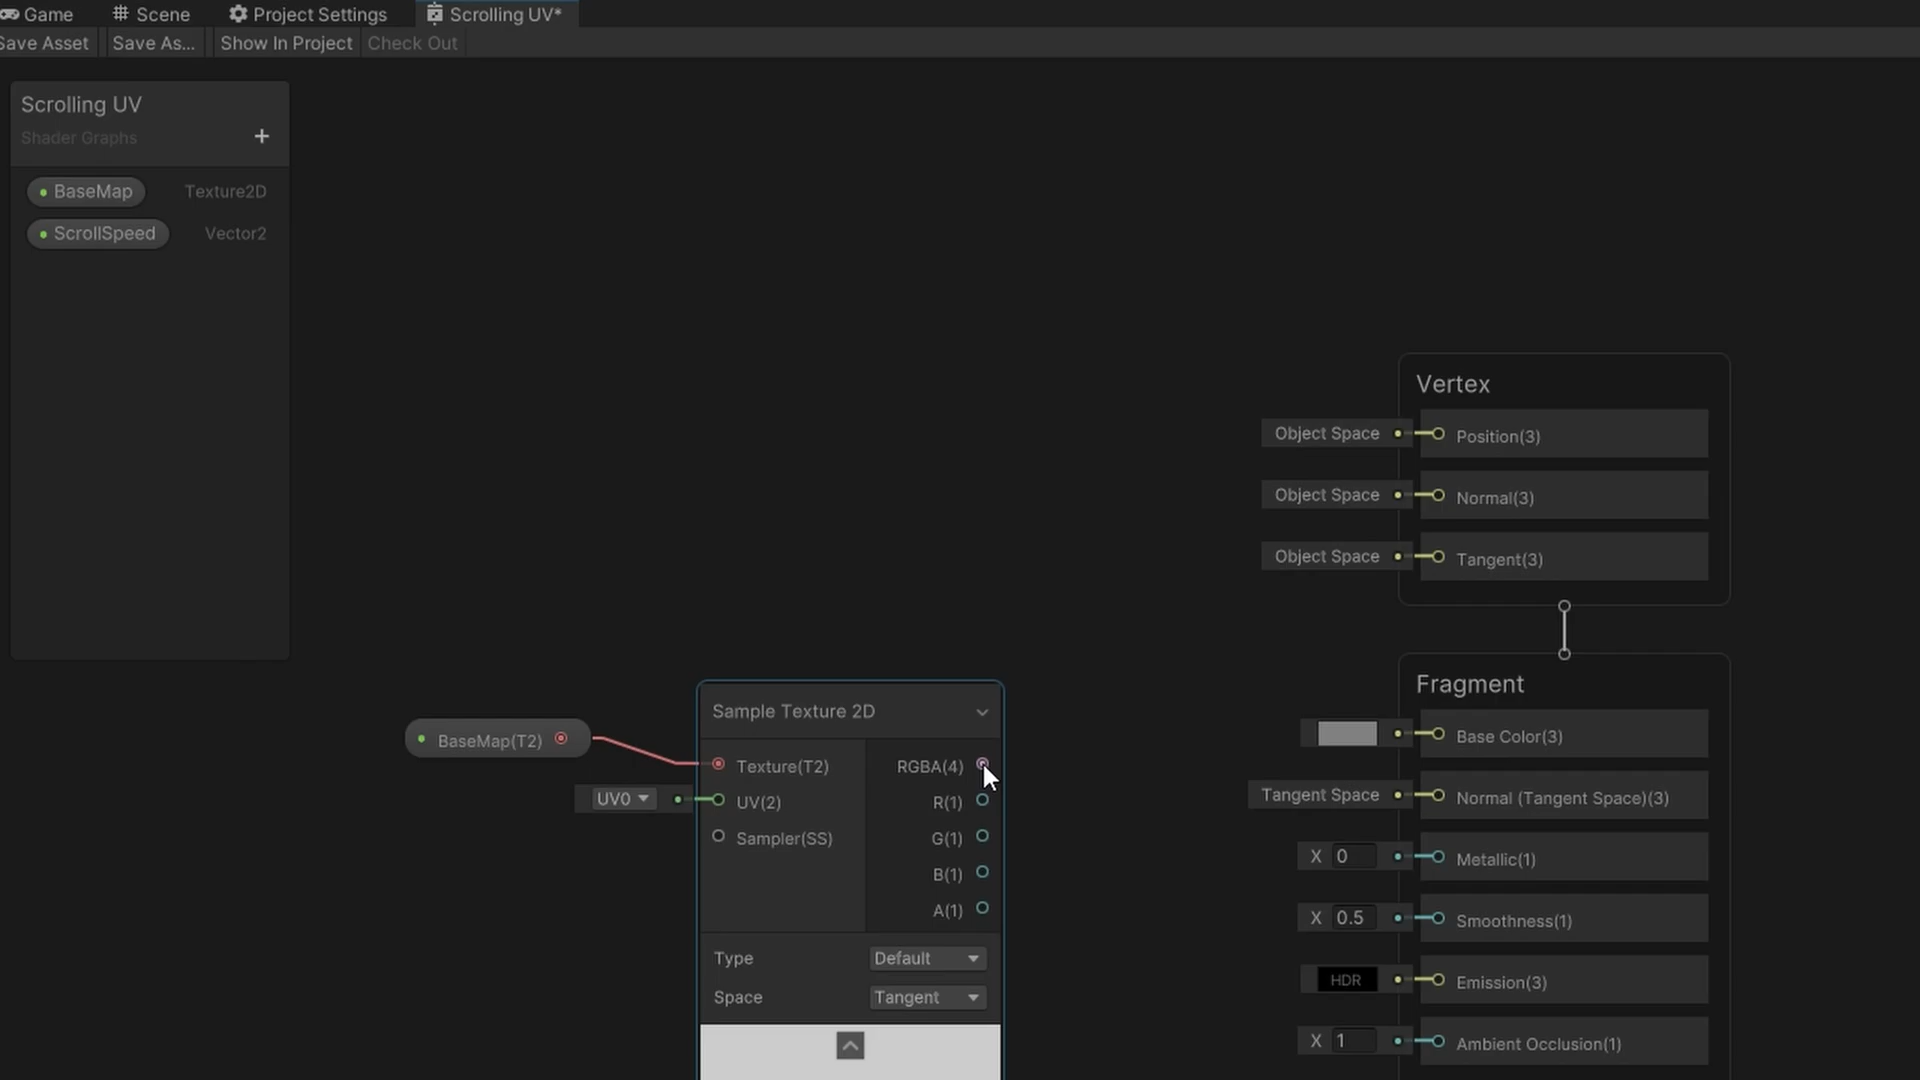 Game
Scene
Project Settings
Scrolling UV*
Save Asset
Save As...
Show In Project
Check Out
Scrolling UV
Shader Graphs
+
BaseMap
Texture2D
ScrollSpeed
Vector2
Vertex
Object Space
Position(3)
Object Space
Normal(3)
Object Space
Tangent(3)
Fragment
Base Color(3)
Tangent Space
Normal (Tangent Space)(3)
X 0
Metallic(1)
X 0.5
Smoothness(1)
HDR
Emission(3)
X 1
Ambient Occlusion(1)
Sample Texture 2D
BaseMap(T2)
Texture(T2)
RGBA(4)
UV0
UV(2)
R(1)
Sampler(SS)
G(1)
B(1)
A(1)
Type
Default
Space
Tangent